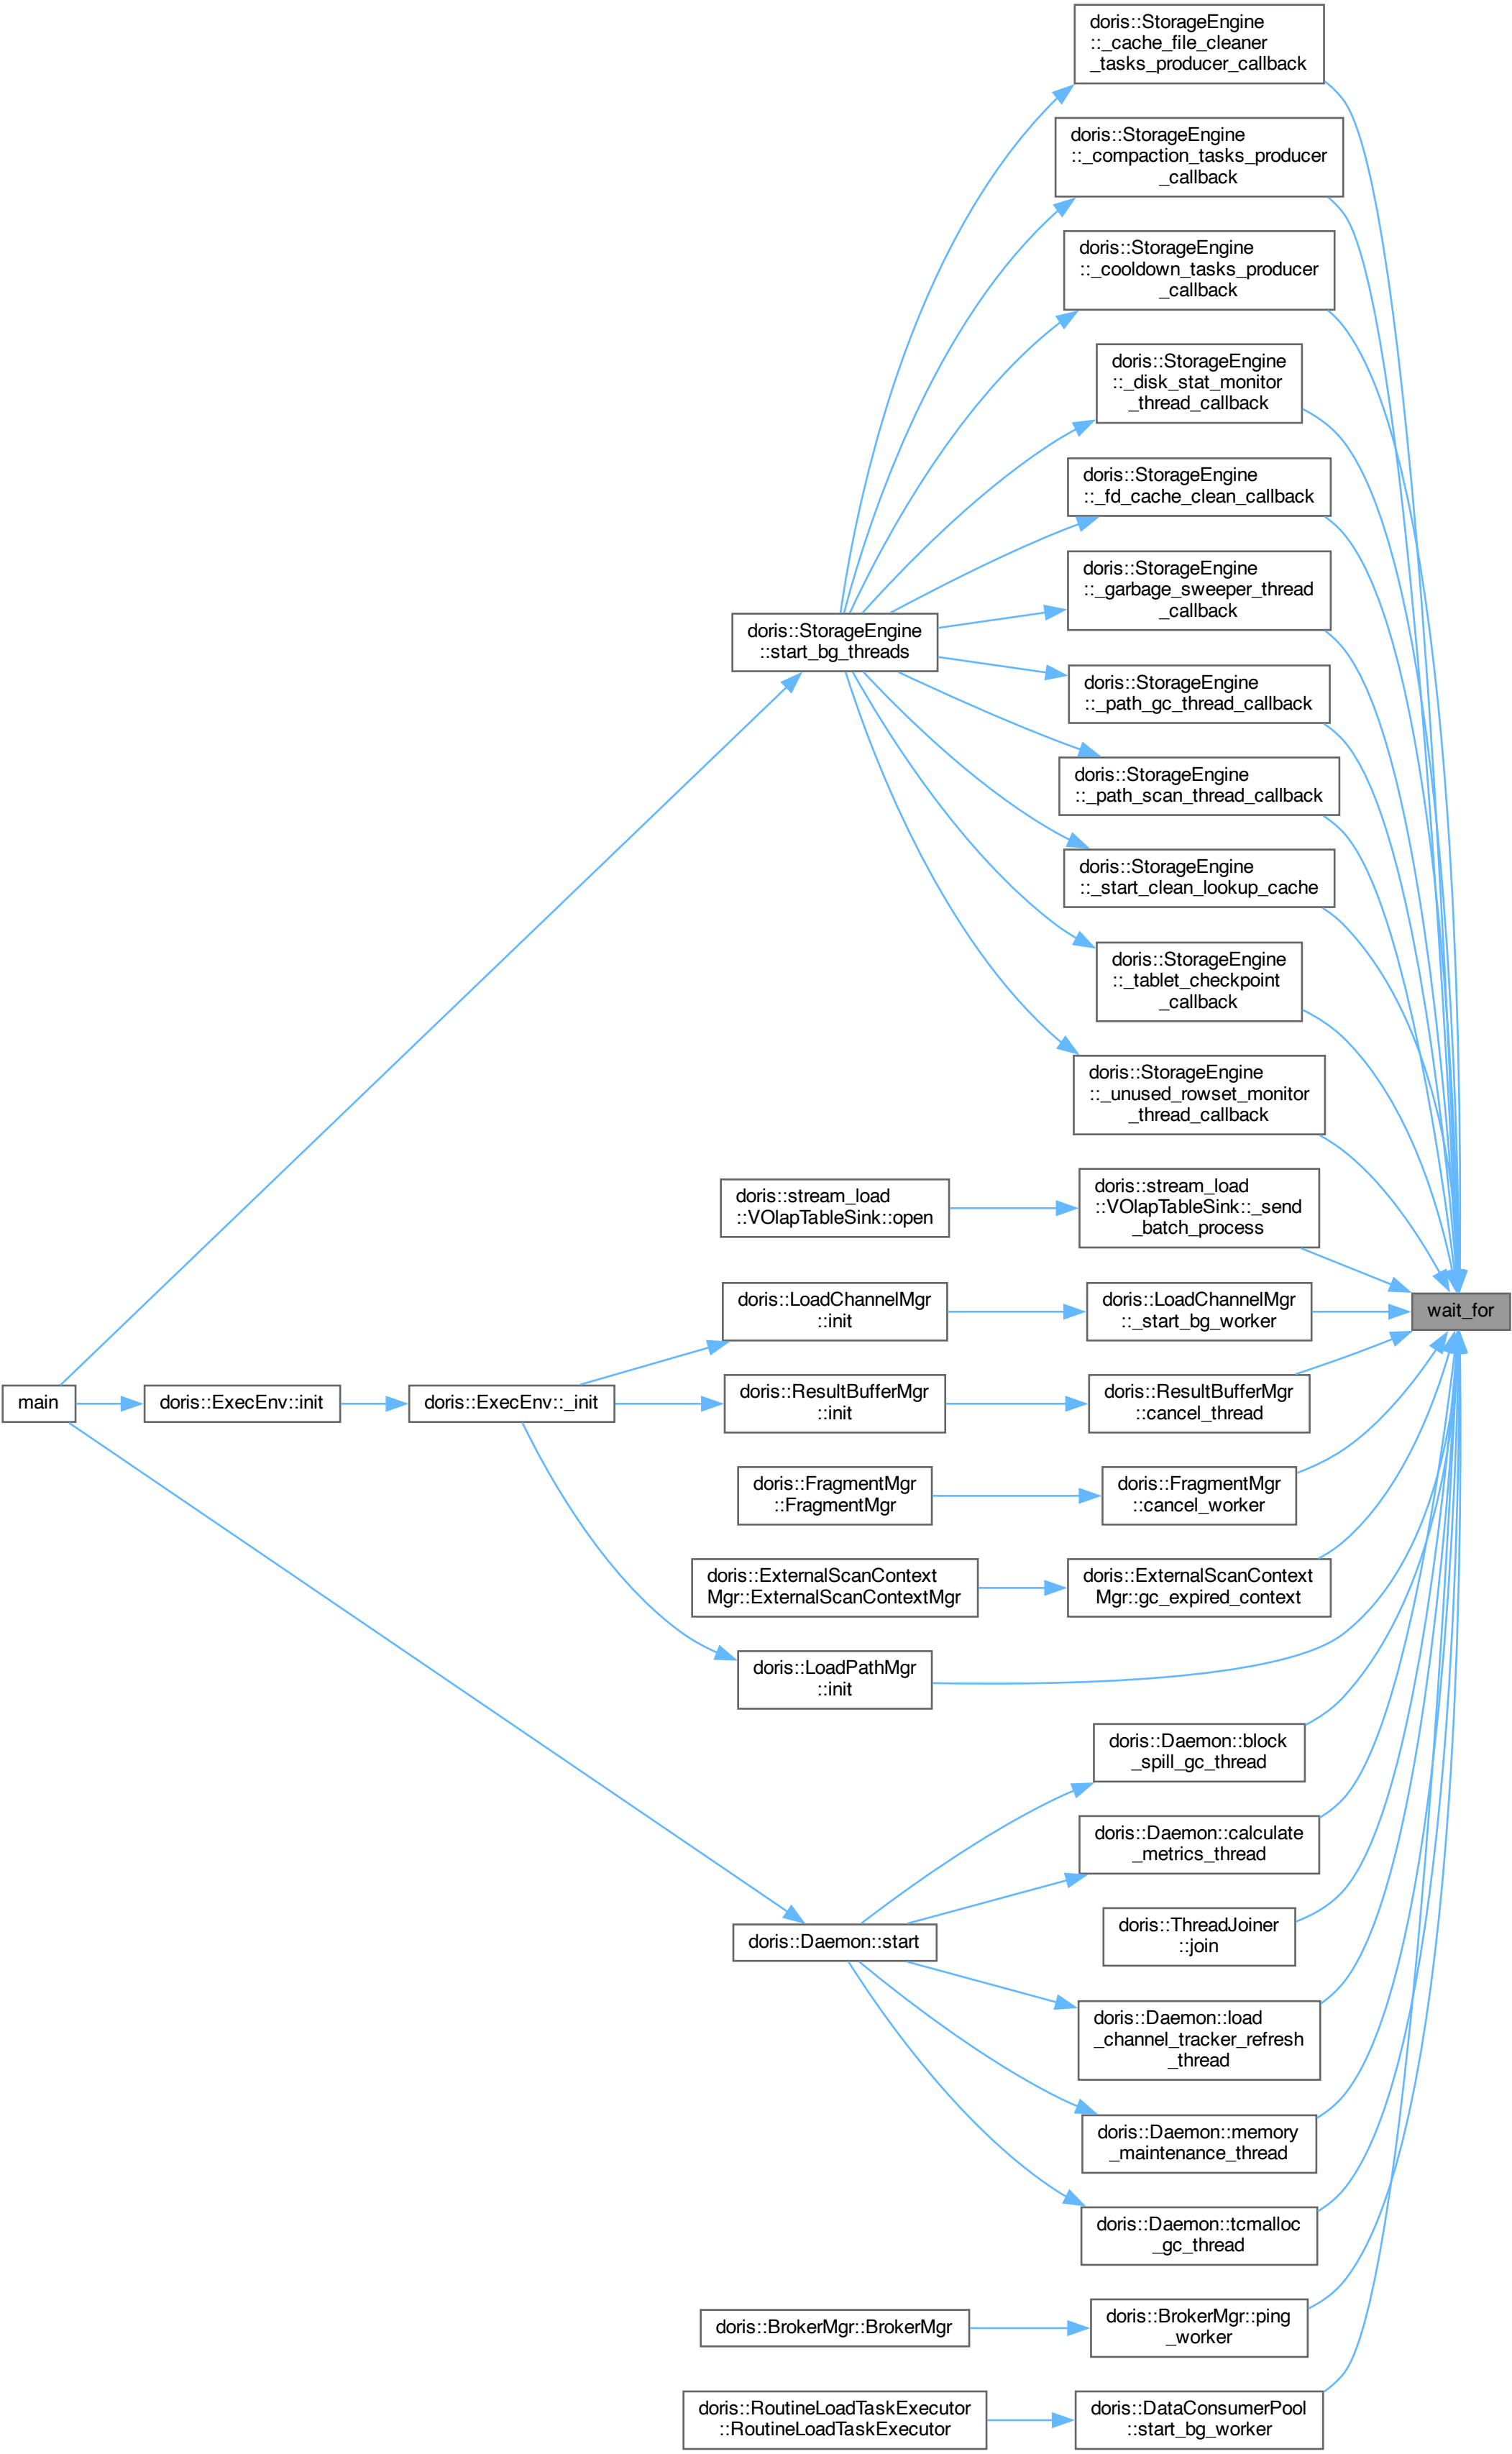 doris::StorageEngine
::_cache_file_cleaner
_tasks_producer_callback
doris::StorageEngine
::_compaction_tasks_producer
_callback
doris::StorageEngine
::_cooldown_tasks_producer
_callback
doris::StorageEngine
::_disk_stat_monitor
_thread_callback
doris::StorageEngine
::_fd_cache_clean_callback
doris::StorageEngine
::_garbage_sweeper_thread
_callback
doris::StorageEngine
::start_bg_threads
doris::StorageEngine
::_path_gc_thread_callback
doris::StorageEngine
::_path_scan_thread_callback
doris::StorageEngine
::_start_clean_lookup_cache
doris::StorageEngine
::_tablet_checkpoint
_callback
doris::StorageEngine
::_unused_rowset_monitor
_thread_callback
doris::stream_load
::VOlapTableSink::open
doris::stream_load
::VOlapTableSink::_send
_batch_process
doris::LoadChannelMgr
::init
doris::LoadChannelMgr
::_start_bg_worker
wait_for
main
doris::ExecEnv::init
doris::ExecEnv::_init
doris::ResultBufferMgr
::init
doris::ResultBufferMgr
::cancel_thread
doris::FragmentMgr
::FragmentMgr
doris::FragmentMgr
::cancel_worker
doris::ExternalScanContext
Mgr::ExternalScanContextMgr
doris::ExternalScanContext
Mgr::gc_expired_context
doris::LoadPathMgr
::init
doris::Daemon::block
_spill_gc_thread
doris::Daemon::calculate
_metrics_thread
doris::Daemon::start
doris::ThreadJoiner
::join
doris::Daemon::load
_channel_tracker_refresh
_thread
doris::Daemon::memory
_maintenance_thread
doris::Daemon::tcmalloc
_gc_thread
doris::BrokerMgr::BrokerMgr
doris::BrokerMgr::ping
_worker
doris::RoutineLoadTaskExecutor
::RoutineLoadTaskExecutor
doris::DataConsumerPool
::start_bg_worker